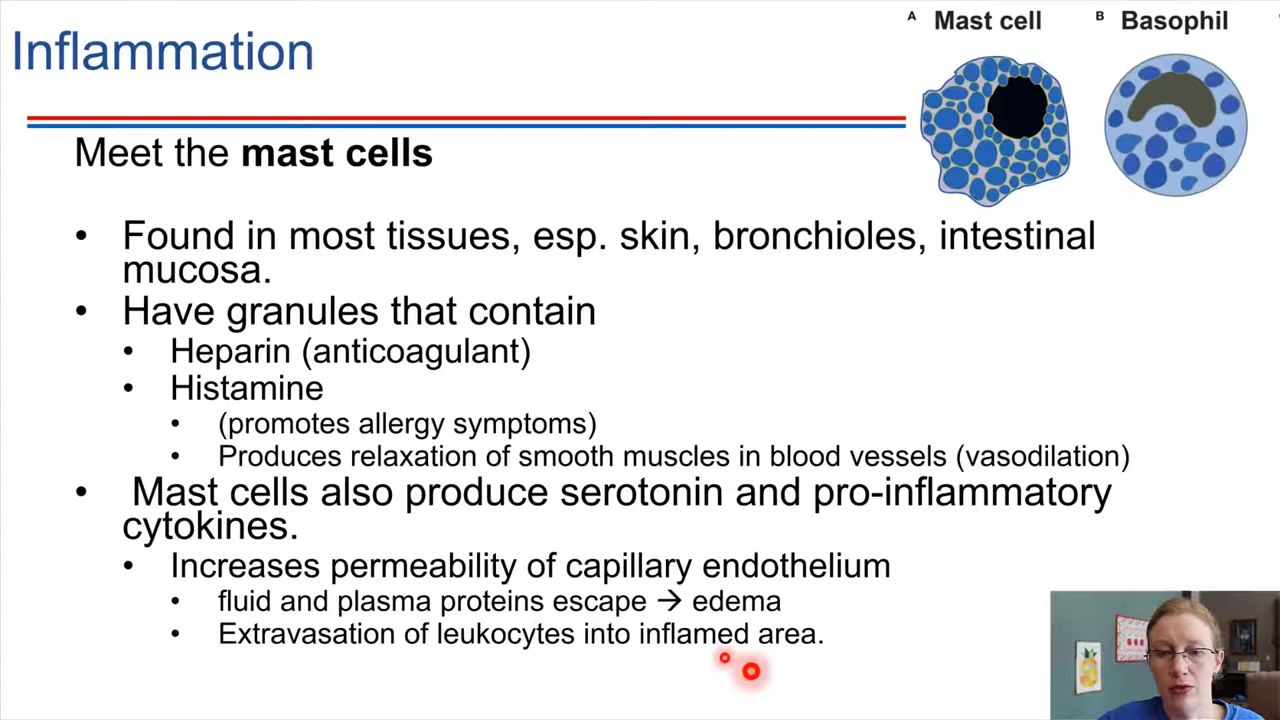 Inflammation
A Mast cell
B Basophil
Meet the mast cells
• Found in most tissues, esp. skin, bronchioles, intestinal
mucosa.
• Have granules that contain
• Heparin (anticoagulant)
• Histamine
• (promotes allergy symptoms)
• Produces relaxation of smooth muscles in blood vessels (vasodilation)
• Mast cells also produce serotonin and pro-inflammatory
cytokines.
• Increases permeability of capillary endothelium
• fluid and plasma proteins escape → edema
• Extravasation of leukocytes into inflamed area.